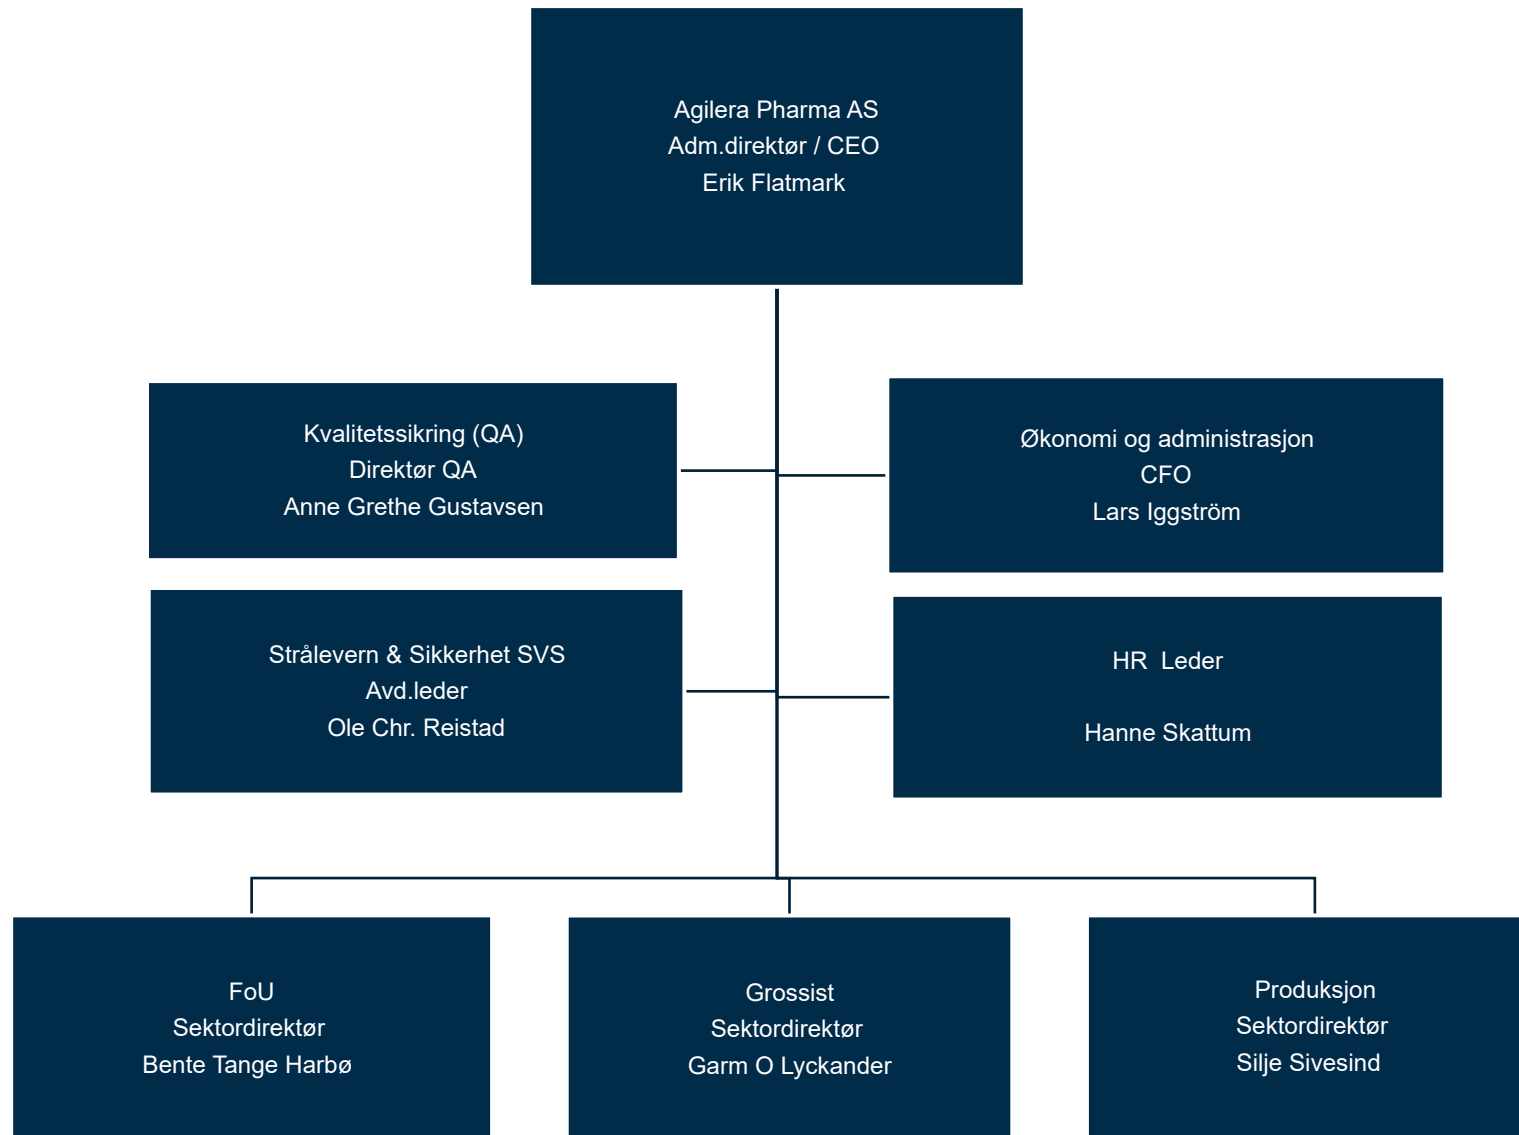 Agilera Pharma AS
Adm.direktør / CEO
Erik Flatmark
Kvalitetssikring (QA)
Direktør QA
Anne Grethe Gustavsen
Økonomi og administrasjon
CFO
Lars Iggström
Strålevern & Sikkerhet SVS
Avd.leder
Ole Chr. Reistad
HR  Leder
Hanne Skattum
FoU
Sektordirektør
Bente Tange Harbø
Grossist
Sektordirektør
Garm O Lyckander
Produksjon
Sektordirektør
Silje Sivesind